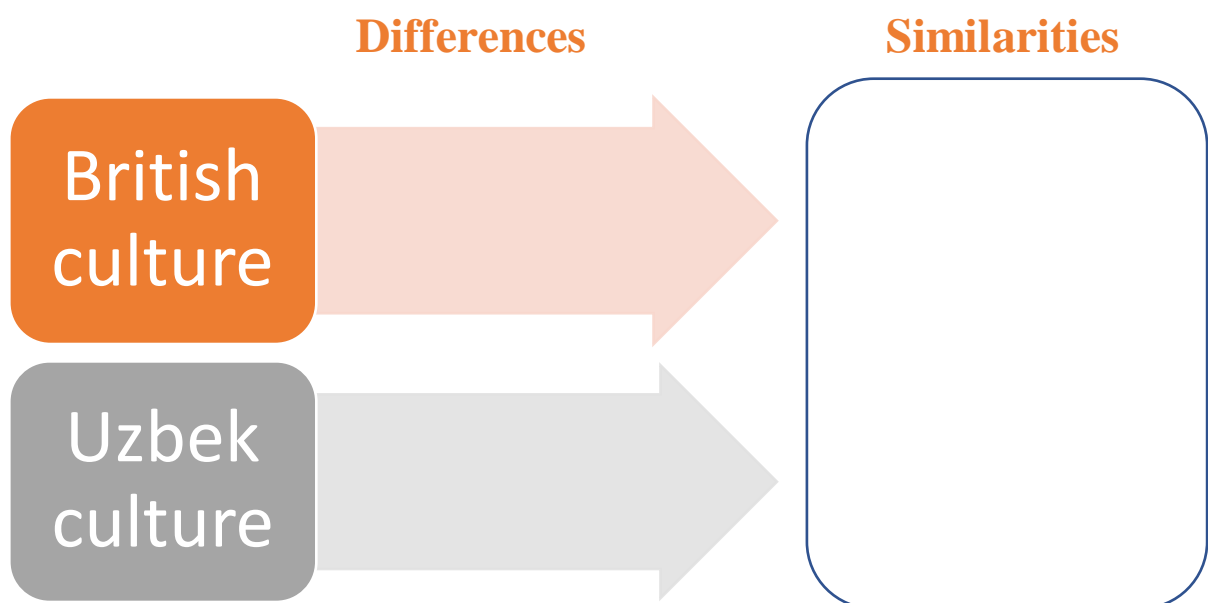 Differences
Similarities
British
culture
Uzbek
culture